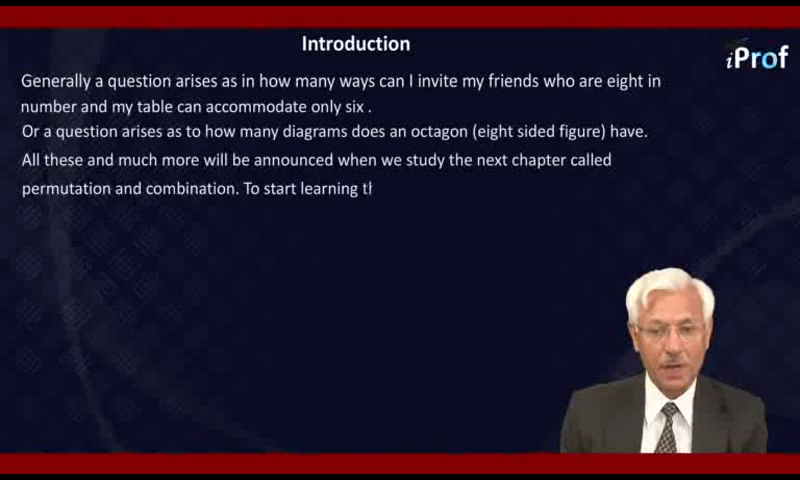 Introduction
iProf
Generally a question arises as in how many ways can I invite my friends who are eight in
number and my table can accommodate only six .
Or a question arises as to how many diagrams does an octagon (eight sided figure) have.
All these and much more will be announced when we study the next chapter called
permutation and combination. To start learning th